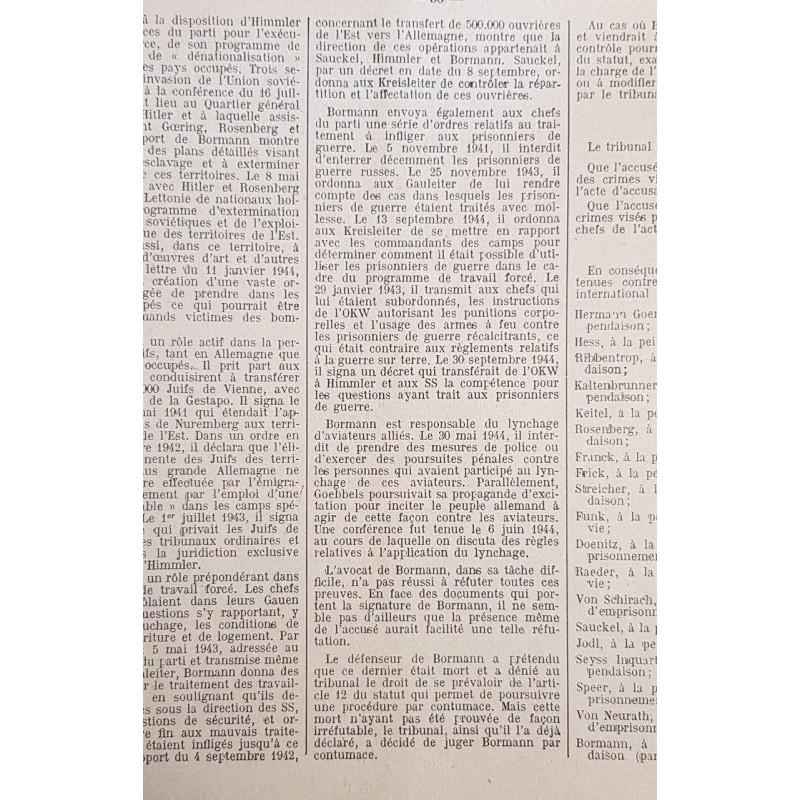 à la disposition d'Himmler
ces du parti pour l'exécu-
ce, de son programme de
de « dénationalisation »
es pays occupés. Trois se-
invasion de l'Union sovié-
à la conférence du 16 juil-
lieu au Quartier général
Hitler et à laquelle assis-
nt Gœring, Rosenberg et
port de Bormann montre
des plans détaillés visant
esclavage et à exterminer
ces territoires. Le 8 mai
avec Hitler et Rosenberg
Lettonie de nationaux hol-
ogramme d'extermination
soviétiques et de l'exploi-
ue des territoires de l'Est.
ssi, dans ce territoire, à
d'œuvres d'art et d'autres
lettre du 11 janvier 1944,
création d'une vaste or-
gée de prendre dans les
pés ce qui pourrait être
mands victimes des bom-
un rôle actif dans la per-
ifs, tant en Allemagne que
occupés. Il prit part aux
conduisirent à transférer
000 Juifs de Vienne, avec
de la Gestapo. Il signa le
mai 1941 qui étendait l'ap-
s de Nuremberg aux terri-
de l'Est. Dans un ordre en
re 1942, il déclara que l'éli-
nente des Juifs des terri-
us grande Allemagne ne
re effectuée par l'émigra-
ement par l'emploi d'une
ble » dans les camps spé-
Le 1er juillet 1943, il signa
qui privait les Juifs de
es tribunaux ordinaires et
la juridiction exclusive
'Himmler.
un rôle prépondérant dans
le travail forcé. Les chefs
ôlaient dans leurs Gauen
uestions s'y rapportant, y
uchage, les conditions de
riture et de logement. Par
5 mai 1943, adressée au
du parti et transmise même
uleiter, Bormann donna des
r le traitement des travail-
en soulignant qu'ils de-
s sous la direction des SS,
stions de sécurité, et or-
e fin aux mauvais traite-
étaient infligés jusqu'à ce
pport du 4 septembre 1942,
concernant le transfert de 500.000 ouvrières
de l'Est vers l'Allemagne, montre que la
direction de ces opérations appartenait à
Sauckel, Himmler et Bormann. Sauckel,
par un décret en date du 8 septembre, or-
donna aux Kreisleiter de contrôler la répar-
tition et l'affectation de ces ouvrières.
Bormann envoya également aux chefs
du parti une série d'ordres relatifs au trai-
tement à infliger aux prisonniers de
guerre. Le 5 novembre 1941, il interdit
d'enterrer décemment les prisonniers de
guerre russes. Le 25 novembre 1943, il
ordonna aux Gauleiter de lui rendre
compte des cas dans lesquels les prison-
niers de guerre étaient traités avec mol-
lesse. Le 13 septembre 1944, il ordonna
aux Kreisleiter de se mettre en rapport
avec les commandants des camps pour
déterminer comment il était possible d'uti-
liser les prisonniers de guerre dans le ca-
dre du programme de travail forcé. Le
29 janvier 1943, il transmit aux chefs qui
lui étaient subordonnés, les instructions
de l'OKW autorisant les punitions corpo-
relles et l'usage des armes à feu contre
les prisonniers de guerre récalcitrants, ce
qui était contraire aux règlements relatifs
à la guerre sur terre. Le 30 septembre 1944,
il signa un décret qui transférait de l'OKW
à Himmler et aux SS la compétence pour
les questions ayant trait aux prisonniers
de guerre.
Bormann est responsable du lynchage
d'aviateurs alliés. Le 30 mai 1944, il inter-
dit de prendre des mesures de police ou
d'exercer des poursuites pénales contre
les personnes qui avaient participé au lyn-
chage de ces aviateurs. Parallèlement,
Goebbels poursuivait sa propagande d'exci-
tation pour inciter le peuple allemand à
agir de cette façon contre les aviateurs.
Une conférence fut tenue le 6 juin 1944,
au cours de laquelle on discuta des règles
relatives à l'application du lynchage.
L'avocat de Bormann, dans sa tâche dif-
ficile, n'a pas réussi à réfuter toutes ces
preuves. En face des documents qui por-
tent la signature de Bormann, il ne sem-
ble pas d'ailleurs que la présence même
de l'accusé aurait facilité une telle réfu-
tation.
Le défenseur de Bormann a prétendu
que ce dernier était mort et a dénié au
tribunal le droit de se prévaloir de l'arti-
cle 12 du statut qui permet de poursuivre
une procédure par contumace. Mais cette
mort n'ayant pas été prouvée de façon
irréfutable, le tribunal, ainsi qu'il l'a déjà
déclaré, a décidé de juger Bormann par
contumace.
Au cas où B
et viendrait à
contrôle pour
du statut, exa
la charge de l'
ou à modifier
par le tribuna
Le tribunal
Que l'accusé
des crimes vi
l'acte d'accusa
Que l'accusé
crimes visés p
chefs de l'act
En conséque
tenues contre
international
Hermann Goer
pendaison;
Hess, à la pei
Ribbentrop, à
daison;
Kaltenbrunner
pendaison;
Keitel, à la pe
Rosenberg, à
daison;
Franck, à la p
Frick, à la pe
Streicher, à l
daison;
Funk, à la p
vie;
Doenitz, à la
prisonnemen
Raeder, à la
vie;
Von Schirach,
d'emprison
Sauckel, à la p
Jodl, à la pe
Seyss Inquart
pendaison;
Speer, à la p
prisonnemen
Von Neurath,
d'emprisonn
Bormann, à
daison (par